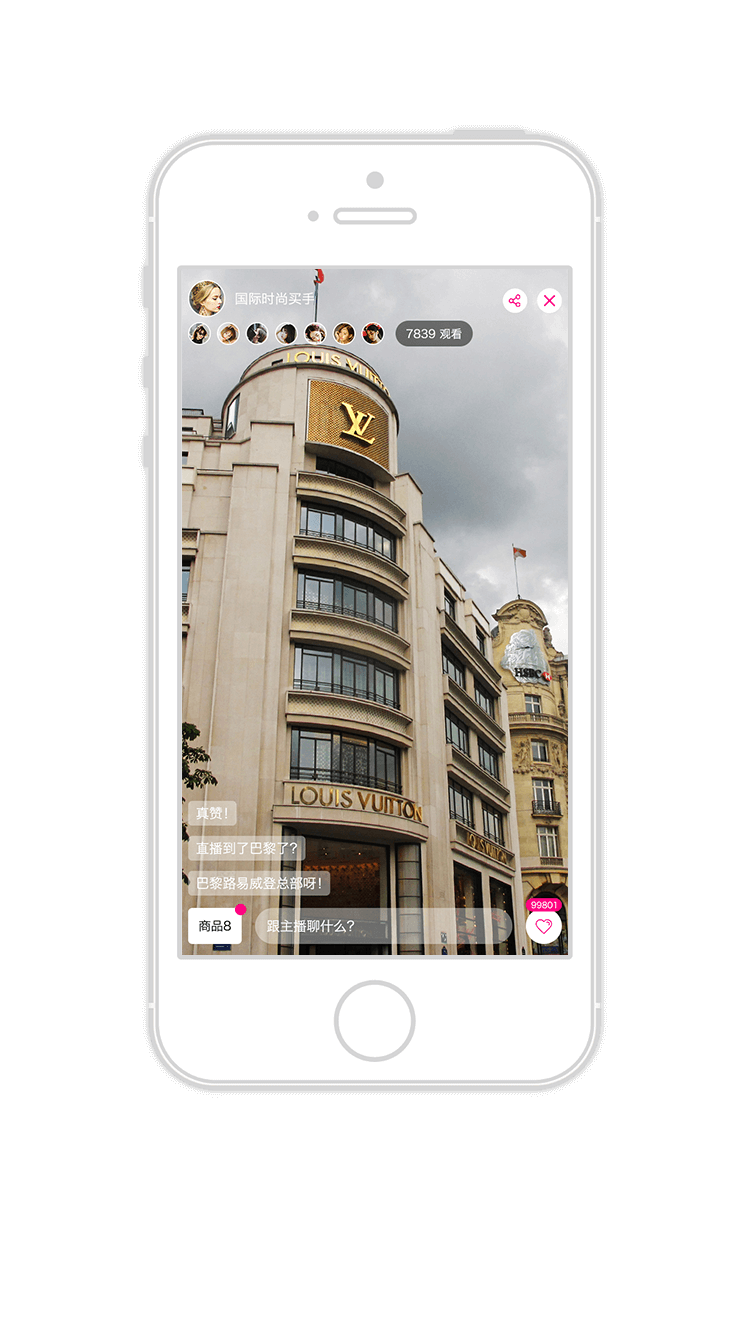 国际时尚买手
7839 观看
LOUIS VUITTON
LV
HSBC
LOUIS VUITTON
LOUIS VUITTON
真赞！
直播到了巴黎了？
巴黎路易威登总部呀！
99801
商品8
跟主播聊什么？